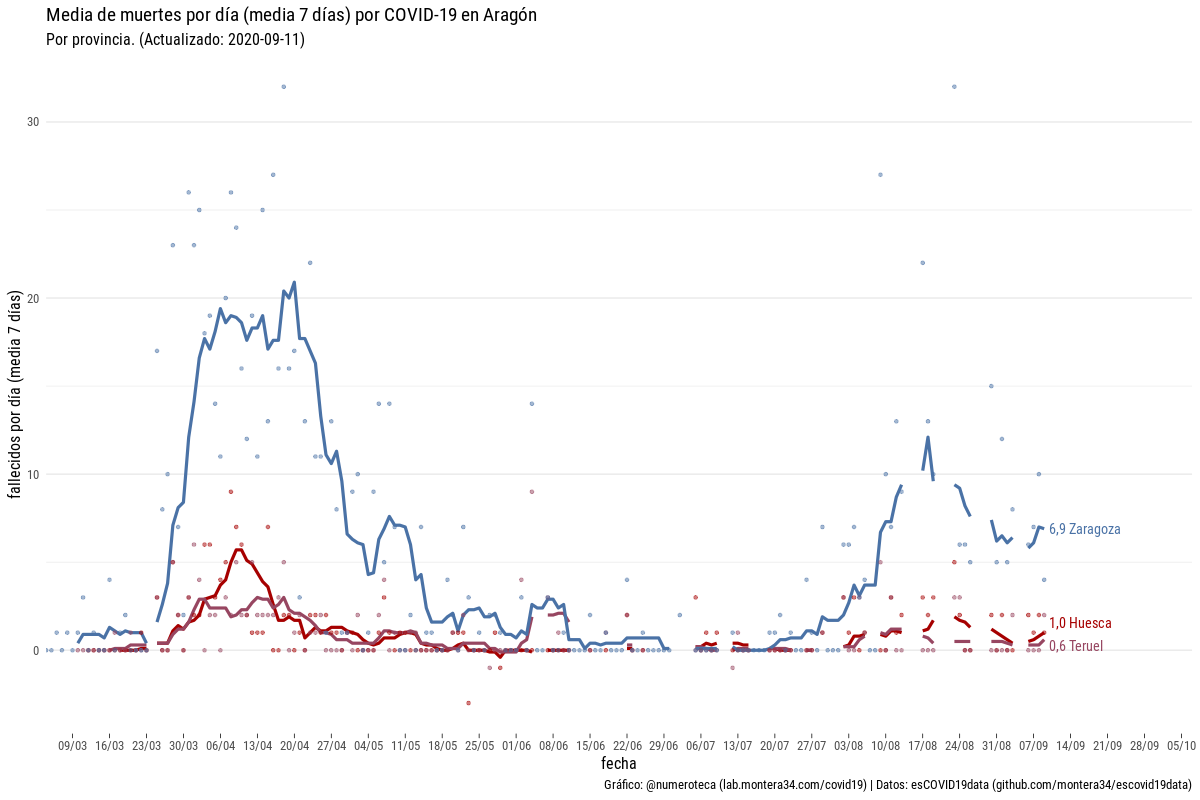 Media de muertes por día (media 7 días) por COVID-19 en Aragón
Por provincia. (Actualizado: 2020-09-11)
fallecidos por día (media 7 días)
30
20
10
0
6,9 Zaragoza
1,0 Huesca
0,6 Teruel
09/03 16/03 23/03 30/03 06/04 13/04 20/04 27/04 04/05 11/05 18/05 25/05 01/06 08/06 15/06 22/06 29/06 06/07 13/07 20/07 27/07 03/08 10/08 17/08 24/08 31/08 07/09 14/09 21/09 28/09 05/10
fecha
Gráfico: @numeroteca (lab.montera34.com/covid19) | Datos: esCOVID19data (github.com/montera34/escovid19data)